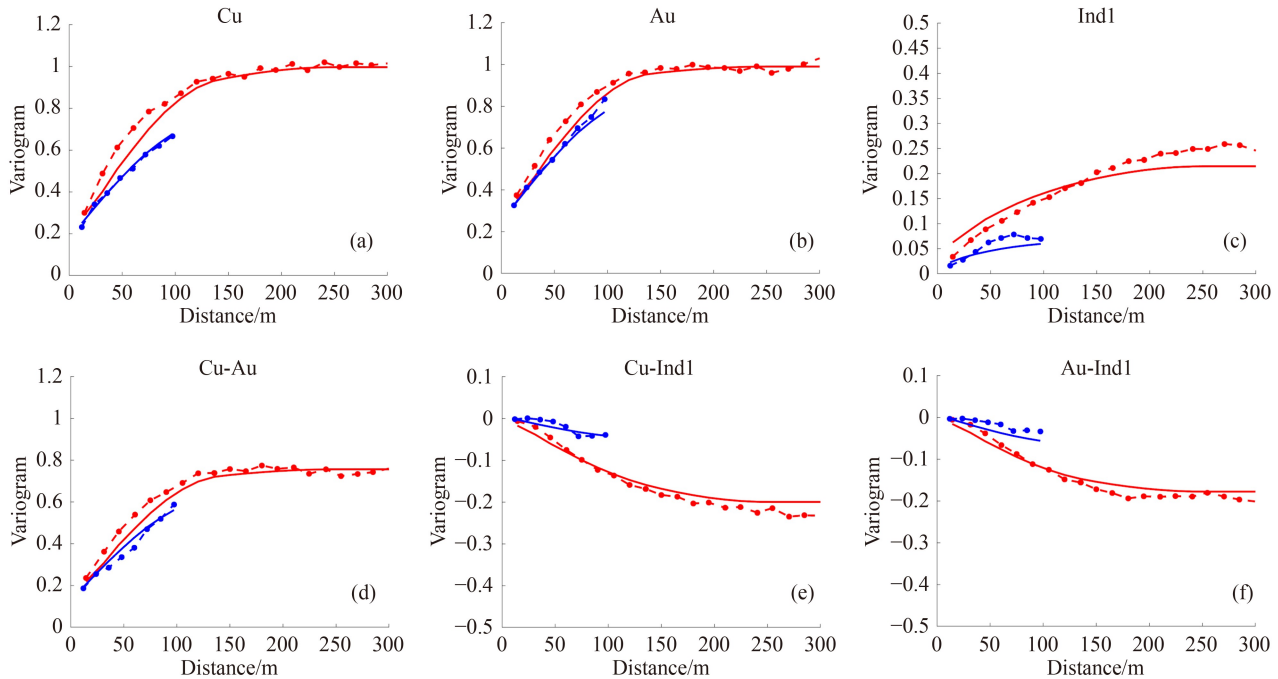 Cu
1.2
1
0.8
0.6
0.4
0.2
0
Variogram
(a)
0 50 100 150 200 250 300
Distance/m
Au
1.2
1
0.8
0.6
0.4
0.2
0
Variogram
(b)
0 50 100 150 200 250 300
Distance/m
Ind1
0.5
0.45
0.4
0.35
0.3
0.25
0.2
0.15
0.1
0.05
0
Variogram
(c)
0 50 100 150 200 250 300
Distance/m
Cu-Au
1.2
1
0.8
0.6
0.4
0.2
0
Variogram
(d)
0 50 100 150 200 250 300
Distance/m
Cu-Ind1
0.1
0
−0.1
−0.2
−0.3
−0.4
−0.5
Variogram
(e)
0 50 100 150 200 250 300
Distance/m
Au-Ind1
0.1
0
−0.1
−0.2
−0.3
−0.4
−0.5
Variogram
(f)
0 50 100 150 200 250 300
Distance/m